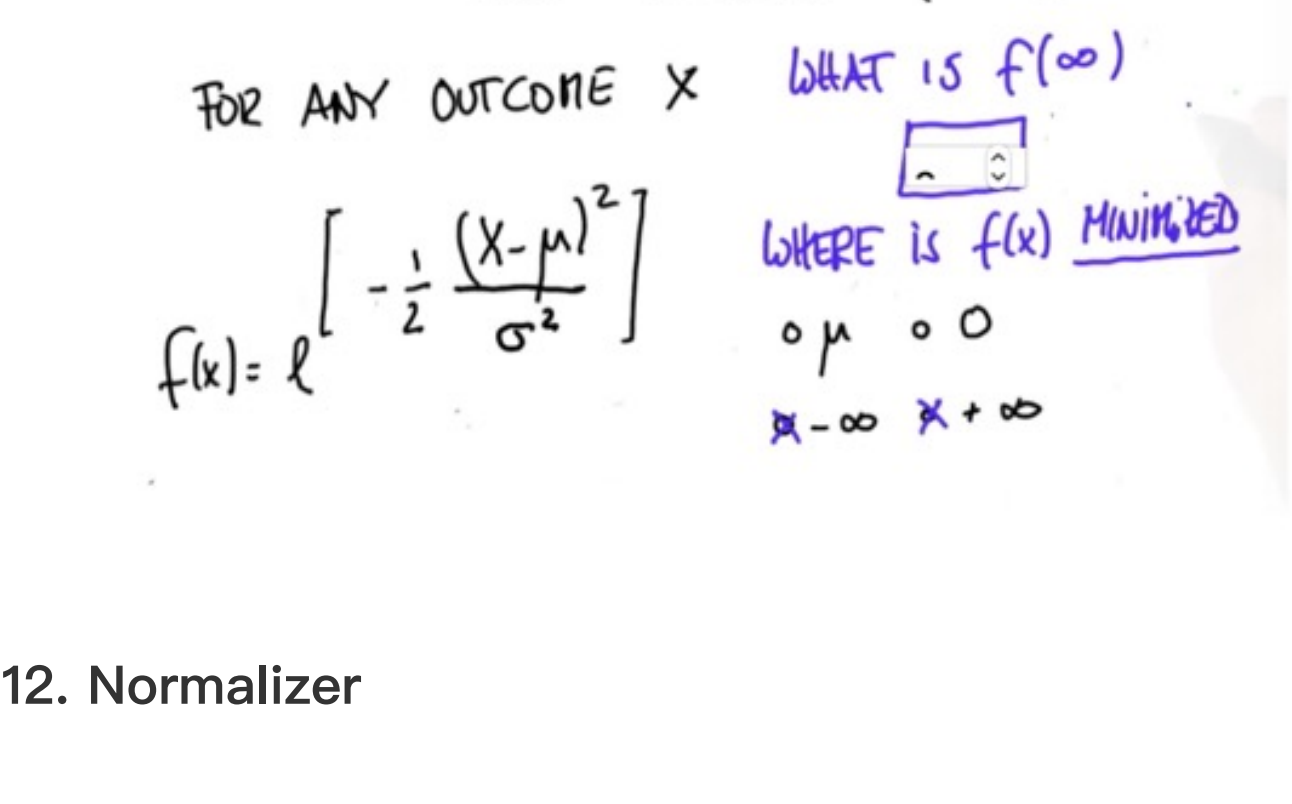 FOR ANY OUTCOME X
f(x) = e^[-1/2 (x-μ)²/σ²]
WHAT IS f(∞)
WHERE iS f(x) MINIMiZED
o μ o 0
x -∞ x +∞
12. Normalizer